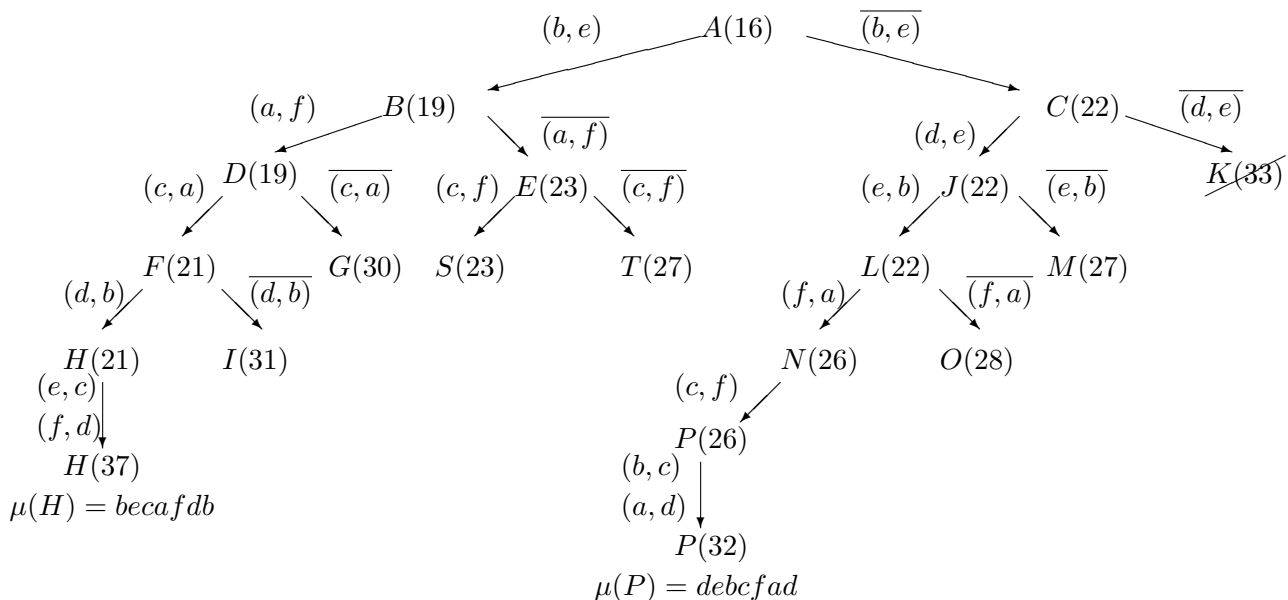 (b, e) A(16) \overline{(b, e)}
(a, f) B(19) \overline{(a, f)} C(22) \overline{(d, e)}
(d, e)
(c, a) D(19) \overline{(c, a)} (c, f) E(23) \overline{(c, f)} (e, b) J(22) \overline{(e, b)} K(33)
F(21) G(30) S(23) T(27) L(22) M(27)
(d, b) \overline{(d, b)} (f, a) \overline{(f, a)}
H(21) I(31) N(26) O(28)
(e, c) (c, f)
(f, d) P(26)
H(37) (b, c)
μ(H) = becafdb (a, d)
P(32)
μ(P) = debcfad